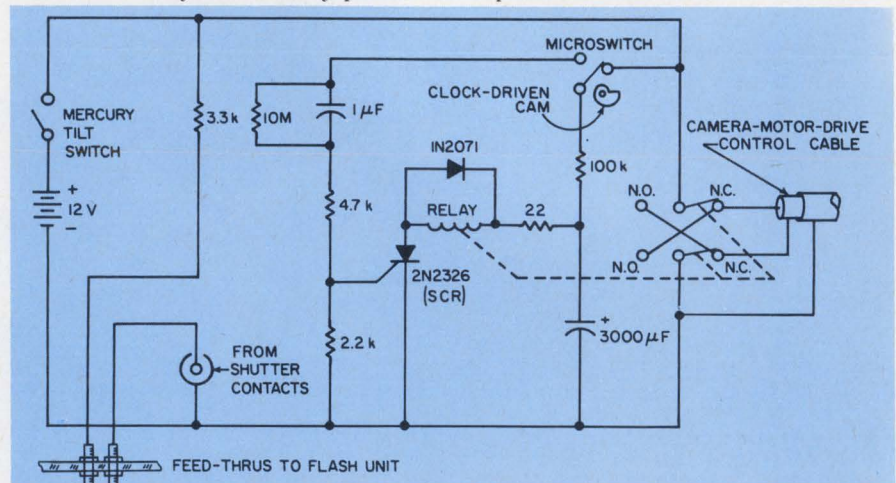 MICROSWITCH
MERCURY
TILT
SWITCH
3.3 k
10M
1 μF
CLOCK-DRIVEN
CAM
CAMERA-MOTOR-DRIVE
CONTROL CABLE
1N2071
100 k
+
12 V
−
4.7 k
RELAY
22
N.O.
N.C.
N.O.
N.C.
2N2326
(SCR)
+
3000 μF
2.2 k
FROM
SHUTTER
CONTACTS
FEED-THRUS TO FLASH UNIT